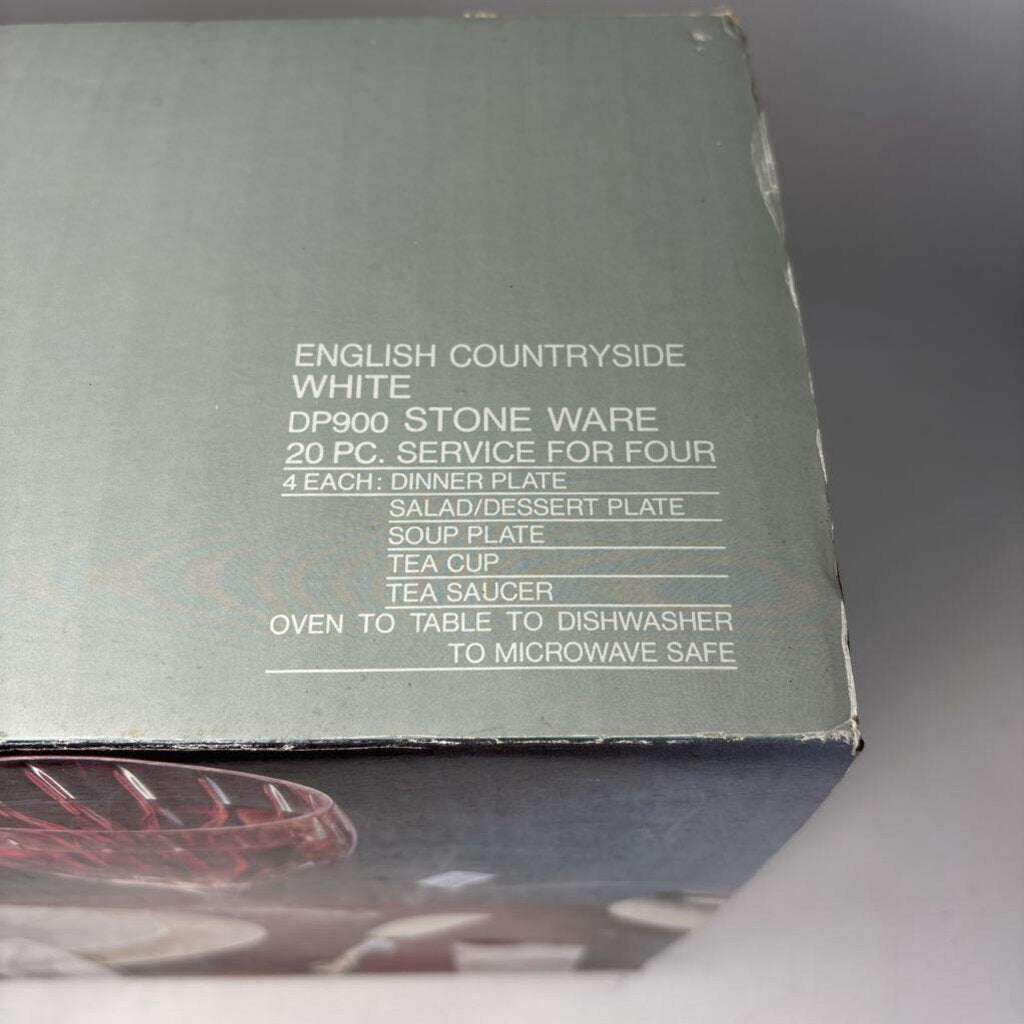 ENGLISH COUNTRYSIDE
WHITE
DP900 STONE WARE
20 PC. SERVICE FOR FOUR
4 EACH: DINNER PLATE
SALAD/DESSERT PLATE
SOUP PLATE
TEA CUP
TEA SAUCER
OVEN TO TABLE TO DISHWASHER
TO MICROWAVE SAFE